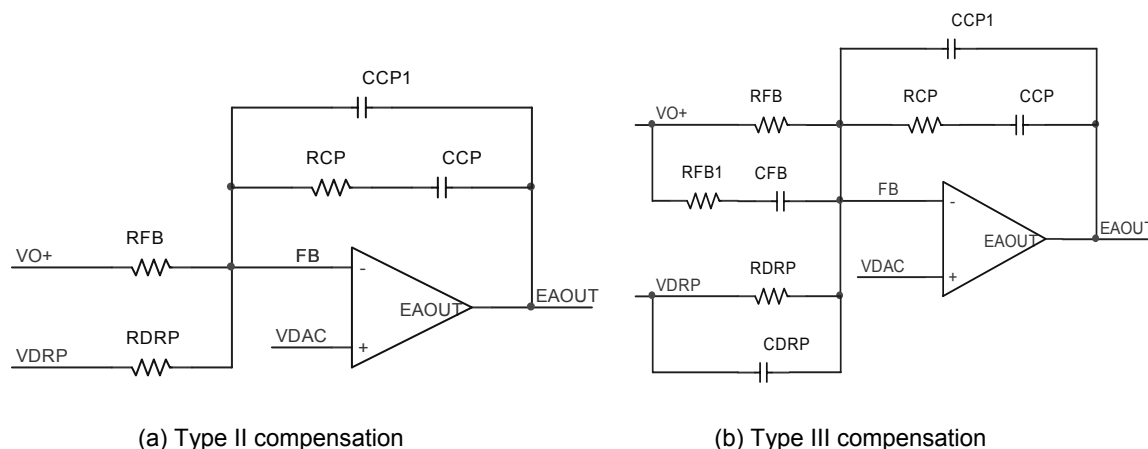 CCP1
RCP
CCP
RFB
VO+
FB
-
EAOUT
EAOUT
RDRP
VDAC
+
VDRP
(a) Type II compensation
CCP1
RFB
RCP
CCP
VO+
RFB1
CFB
FB
-
EAOUT
EAOUT
RDRP
VDAC
+
VDRP
CDRP
(b) Type III compensation